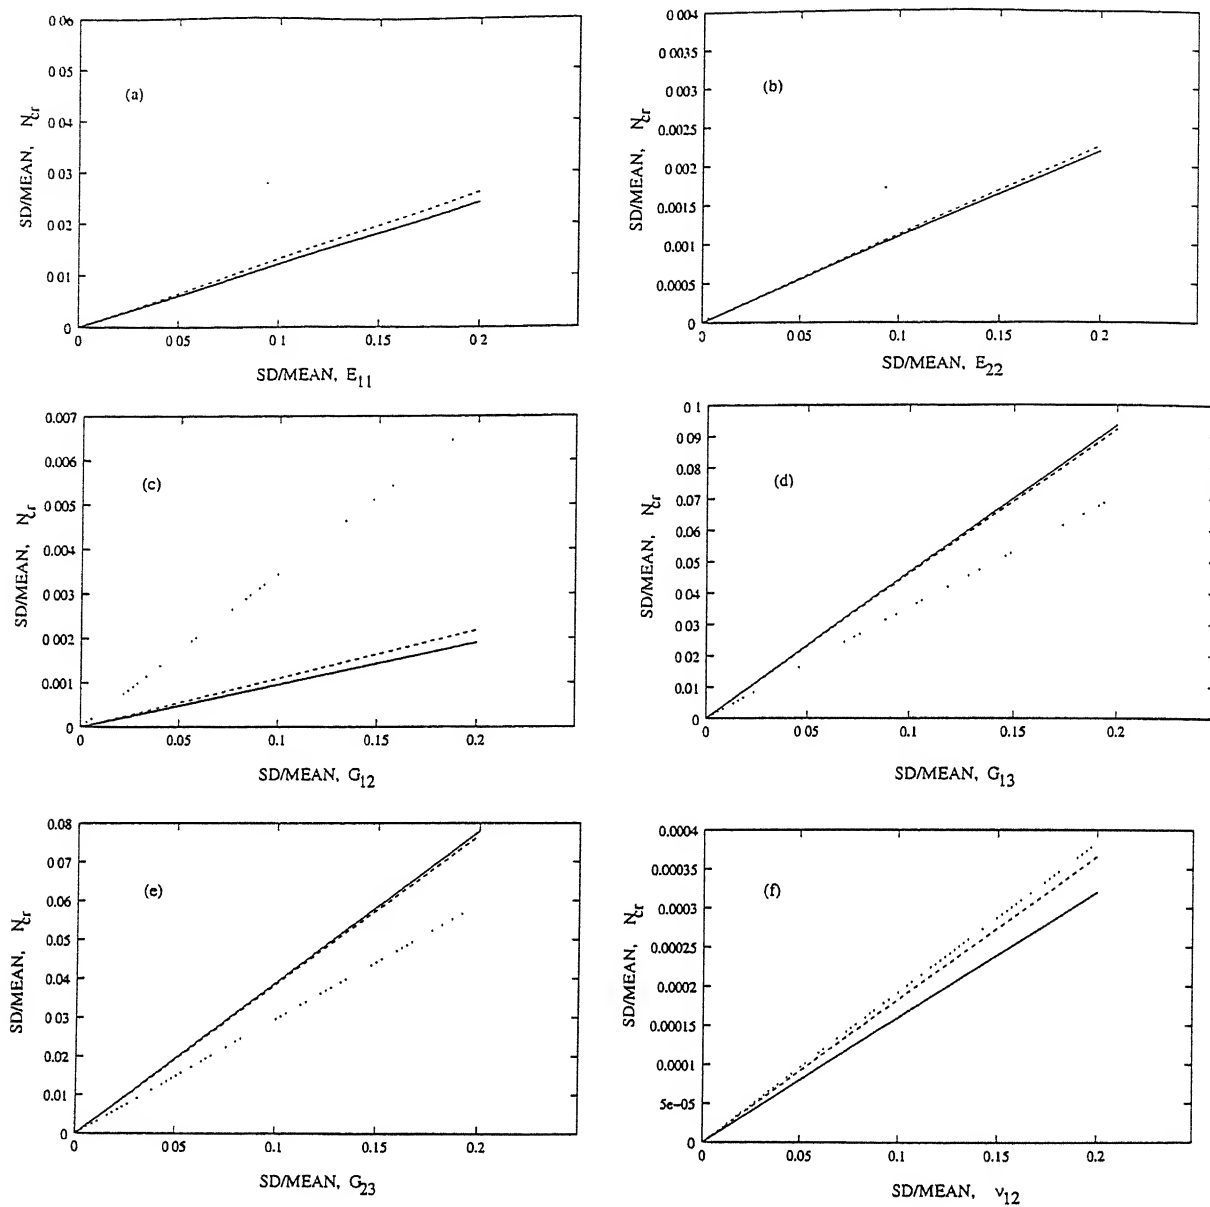 0 06
0 05
0 04
0 03
0 02
0 01
0
(a)
SD/MEAN, Ncr
0 0 05 0.1 0.15 0.2
SD/MEAN, E11
0 004
0 0035
0 003
0.0025
0.002
0.0015
0.001
0.0005
0
(b)
SD/MEAN, Ncr
0 0 05 0.1 0.15 0.2
SD/MEAN, E22
0.007
0.006
0.005
0 004
0 003
0 002
0.001
0
(c)
SD/MEAN, Ncr
0 0.05 0.1 0.15 0.2
SD/MEAN, G12
0 1
0 09
0.08
0.07
0.06
0.05
0.04
0 03
0 02
0.01
0
(d)
SD/MEAN, Ncr
0 0 05 0.1 0.15 0.2
SD/MEAN, G13
0.08
0 07
0.06
0.05
0.04
0.03
0.02
0.01
0
(e)
SD/MEAN, Ncr
0 0 05 0.1 0.15 0.2
SD/MEAN, G23
0.0004
0.00035
0.0003
0.00025
0.0002
0.00015
0.0001
5e-05
0
(f)
SD/MEAN, Ncr
0 0.05 0.1 0.15 0.2
SD/MEAN, ν12